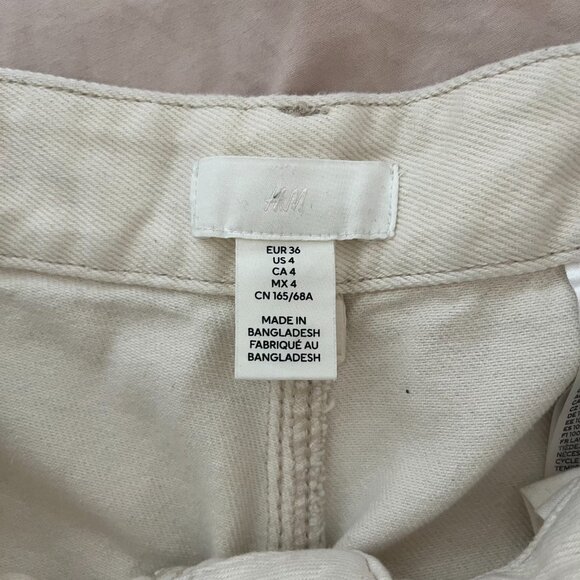 H&M
EUR 36
US 4
CA 4
MX 4
CN 165/68A
MADE IN
BANGLADESH
FABRIQUÉ AU
BANGLADESH